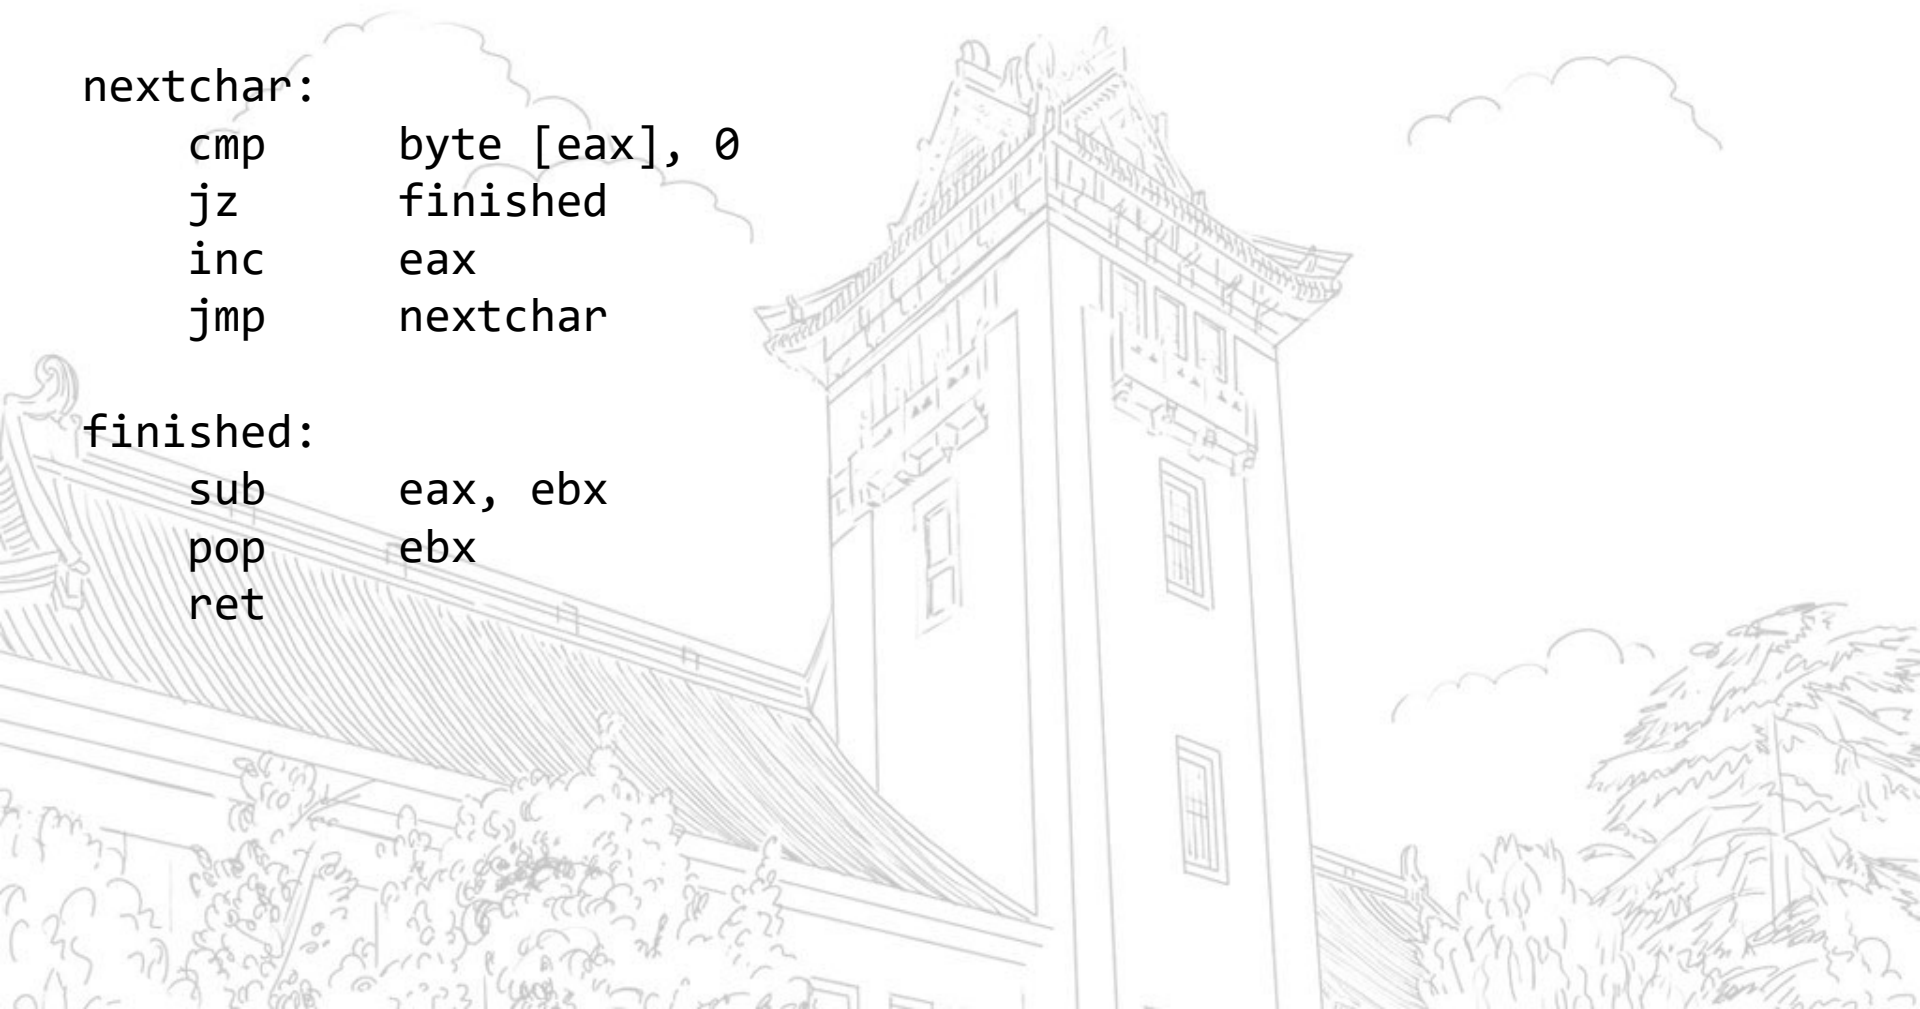 nextchar:
    cmp     byte [eax], 0
    jz      finished
    inc     eax
    jmp     nextchar

finished:
    sub     eax, ebx
    pop     ebx
    ret